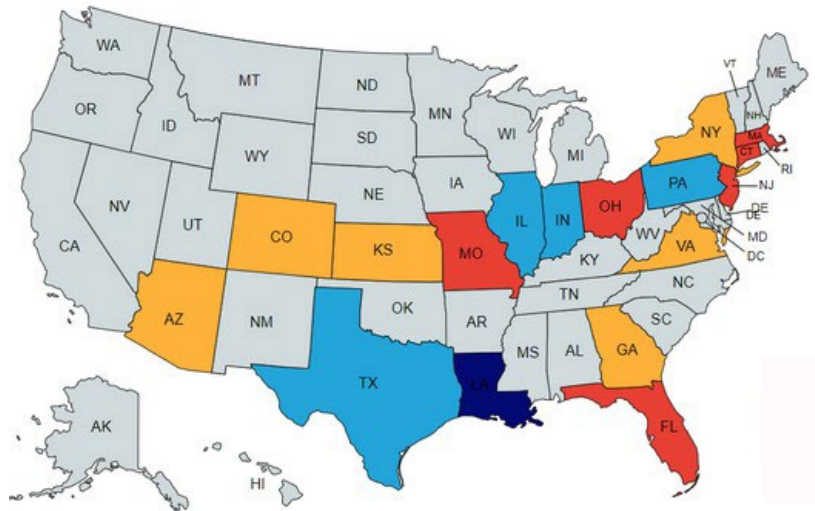 WA
MT
ND
MN
VT
ME
OR
ID
SD
WI
MI
NH
NY
MA
CT
RI
WY
IA
NE
PA
NJ
NV
UT
CO
KS
MO
IL
IN
OH
WV
VA
DE
DE
MD
DC
CA
KY
AZ
NM
OK
AR
TN
NC
SC
MS
AL
GA
TX
LA
FL
AK
HI